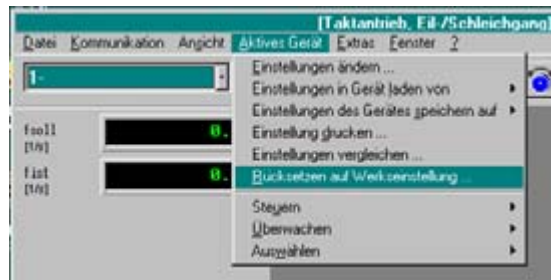 [Taktantrieb, Eil-/Schleichgang]
Datei Kommunikation Ansicht Aktives Gerät Extras Fenster ?
1-
Einstellungen ändern ...
Einstellungen in Gerät laden von
Einstellungen des Gerätes speichern auf
Einstellung drucken ...
Einstellungen vergleichen ...
Rücksetzen auf Werkseinstellung ...
Steuern
Überwachen
Auswählen
fsoll
[1/s]
0.
fist
[1/s]
0.